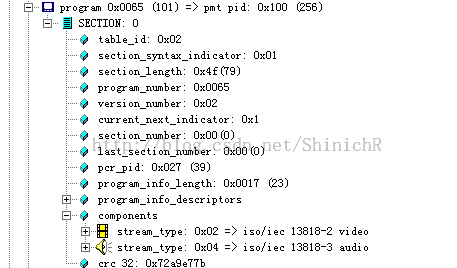 program 0x0065 (101) => pmt pid: 0x100 (256)
SECTION: 0
table_id: 0x02
section_syntax_indicator: 0x01
section_length: 0x4f(79)
program_number: 0x0065
version_number: 0x02
current_next_indicator: 0x1
section_number: 0x00(0)
http://blog.csdn.net/ShinichR
last_section_number: 0x00(0)
pcr_pid: 0x027 (39)
program_info_length: 0x0017 (23)
program_info_descriptors
components
stream_type: 0x02 => iso/iec 13818-2 video
stream_type: 0x04 => iso/iec 13818-3 audio
crc 32: 0x72a9e77b